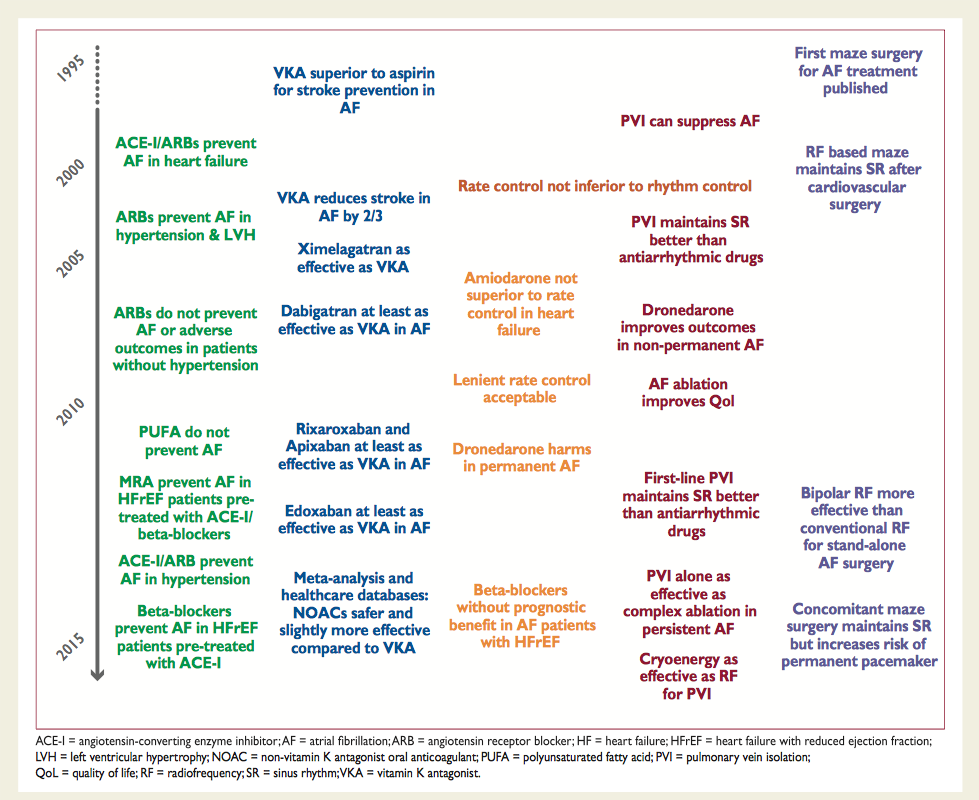 1995
2000
2005
2010
2015
ACE-I/ARBs prevent
AF in heart failure
ARBs prevent AF in
hypertension & LVH
ARBs do not prevent
AF or adverse
outcomes in patients
without hypertension
PUFA do not
prevent AF
MRA prevent AF in
HFrEF patients pre-
treated with ACE-I/
beta-blockers
ACE-I/ARB prevent
AF in hypertension
Beta-blockers
prevent AF in HFrEF
patients pre-treated
with ACE-I
VKA superior to aspirin
for stroke prevention in
AF
VKA reduces stroke in
AF by 2/3
Ximelagatran as
effective as VKA
Dabigatran at least as
effective as VKA in AF
Rixaroxaban and
Apixaban at least as
effective as VKA in AF
Edoxaban at least as
effective as VKA in AF
Meta-analysis and
healthcare databases:
NOACs safer and
slightly more effective
compared to VKA
Rate control not inferior to rhythm control
Amiodarone not
superior to rate
control in heart
failure
Lenient rate control
acceptable
Dronedarone harms
in permanent AF
Beta-blockers
without prognostic
benefit in AF patients
with HFrEF
PVI can suppress AF
PVI maintains SR
better than
antiarrhythmic drugs
Dronedarone
improves outcomes
in non-permanent AF
AF ablation
improves Qol
First-line PVI
maintains SR better
than antiarrhythmic
drugs
PVI alone as
effective as
complex ablation in
persistent AF
Cryoenergy as
effective as RF
for PVI
First maze surgery
for AF treatment
published
RF based maze
maintains SR after
cardiovascular
surgery
Bipolar RF more
effective than
conventional RF
for stand-alone
AF surgery
Concomitant maze
surgery maintains SR
but increases risk of
permanent pacemaker
ACE-I = angiotensin-converting enzyme inhibitor; AF = atrial fibrillation; ARB = angiotensin receptor blocker; HF = heart failure; HFrEF = heart failure with reduced ejection fraction;
LVH = left ventricular hypertrophy; NOAC = non-vitamin K antagonist oral anticoagulant; PUFA = polyunsaturated fatty acid; PVI = pulmonary vein isolation;
QoL = quality of life; RF = radiofrequency; SR = sinus rhythm; VKA = vitamin K antagonist.